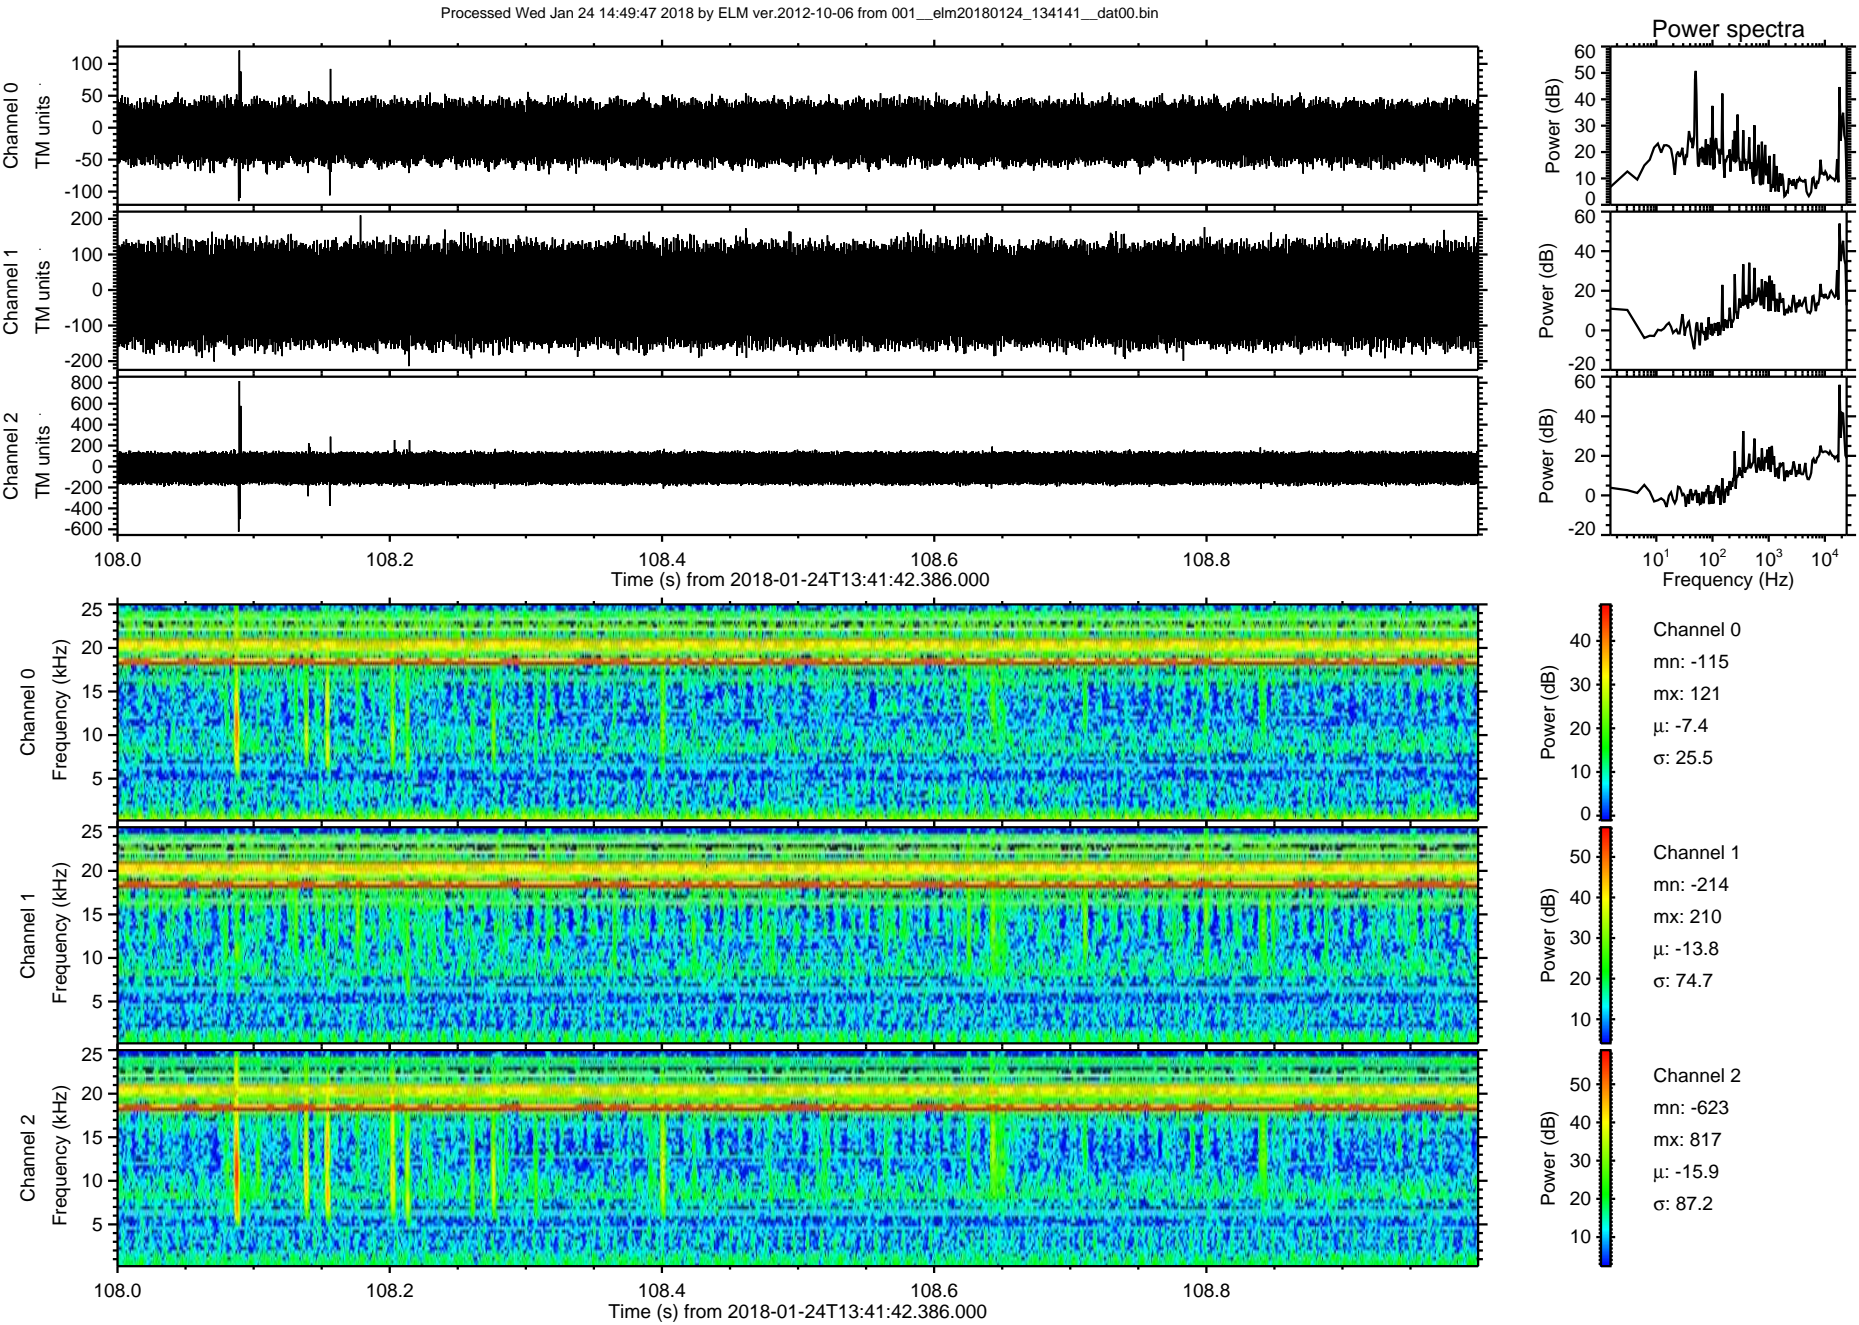 Processed Wed Jan 24 14:49:47 2018 by ELM ver.2012-10-06 from 001__elm20180124_134141__dat00.bin
Power spectra
Channel 0
TM units
100
50
0
-50
-100
Power (dB)
60
50
40
30
20
10
0
Channel 1
TM units
200
100
0
-100
-200
Power (dB)
60
40
20
0
-20
Channel 2
TM units
800
600
400
200
0
-200
-400
-600
Power (dB)
60
40
20
0
-20
108.0 108.2 108.4 108.6 108.8
Time (s) from 2018-01-24T13:41:42.386.000
10^1 10^2 10^3 10^4
Frequency (Hz)
Channel 0
Frequency (kHz)
25
20
15
10
5
Power (dB)
40
30
20
10
0
Channel 0
mn: -115
mx: 121
μ: -7.4
σ: 25.5
Channel 1
Frequency (kHz)
25
20
15
10
5
Power (dB)
50
40
30
20
10
Channel 1
mn: -214
mx: 210
μ: -13.8
σ: 74.7
Channel 2
Frequency (kHz)
25
20
15
10
5
Power (dB)
50
40
30
20
10
Channel 2
mn: -623
mx: 817
μ: -15.9
σ: 87.2
108.0 108.2 108.4 108.6 108.8
Time (s) from 2018-01-24T13:41:42.386.000